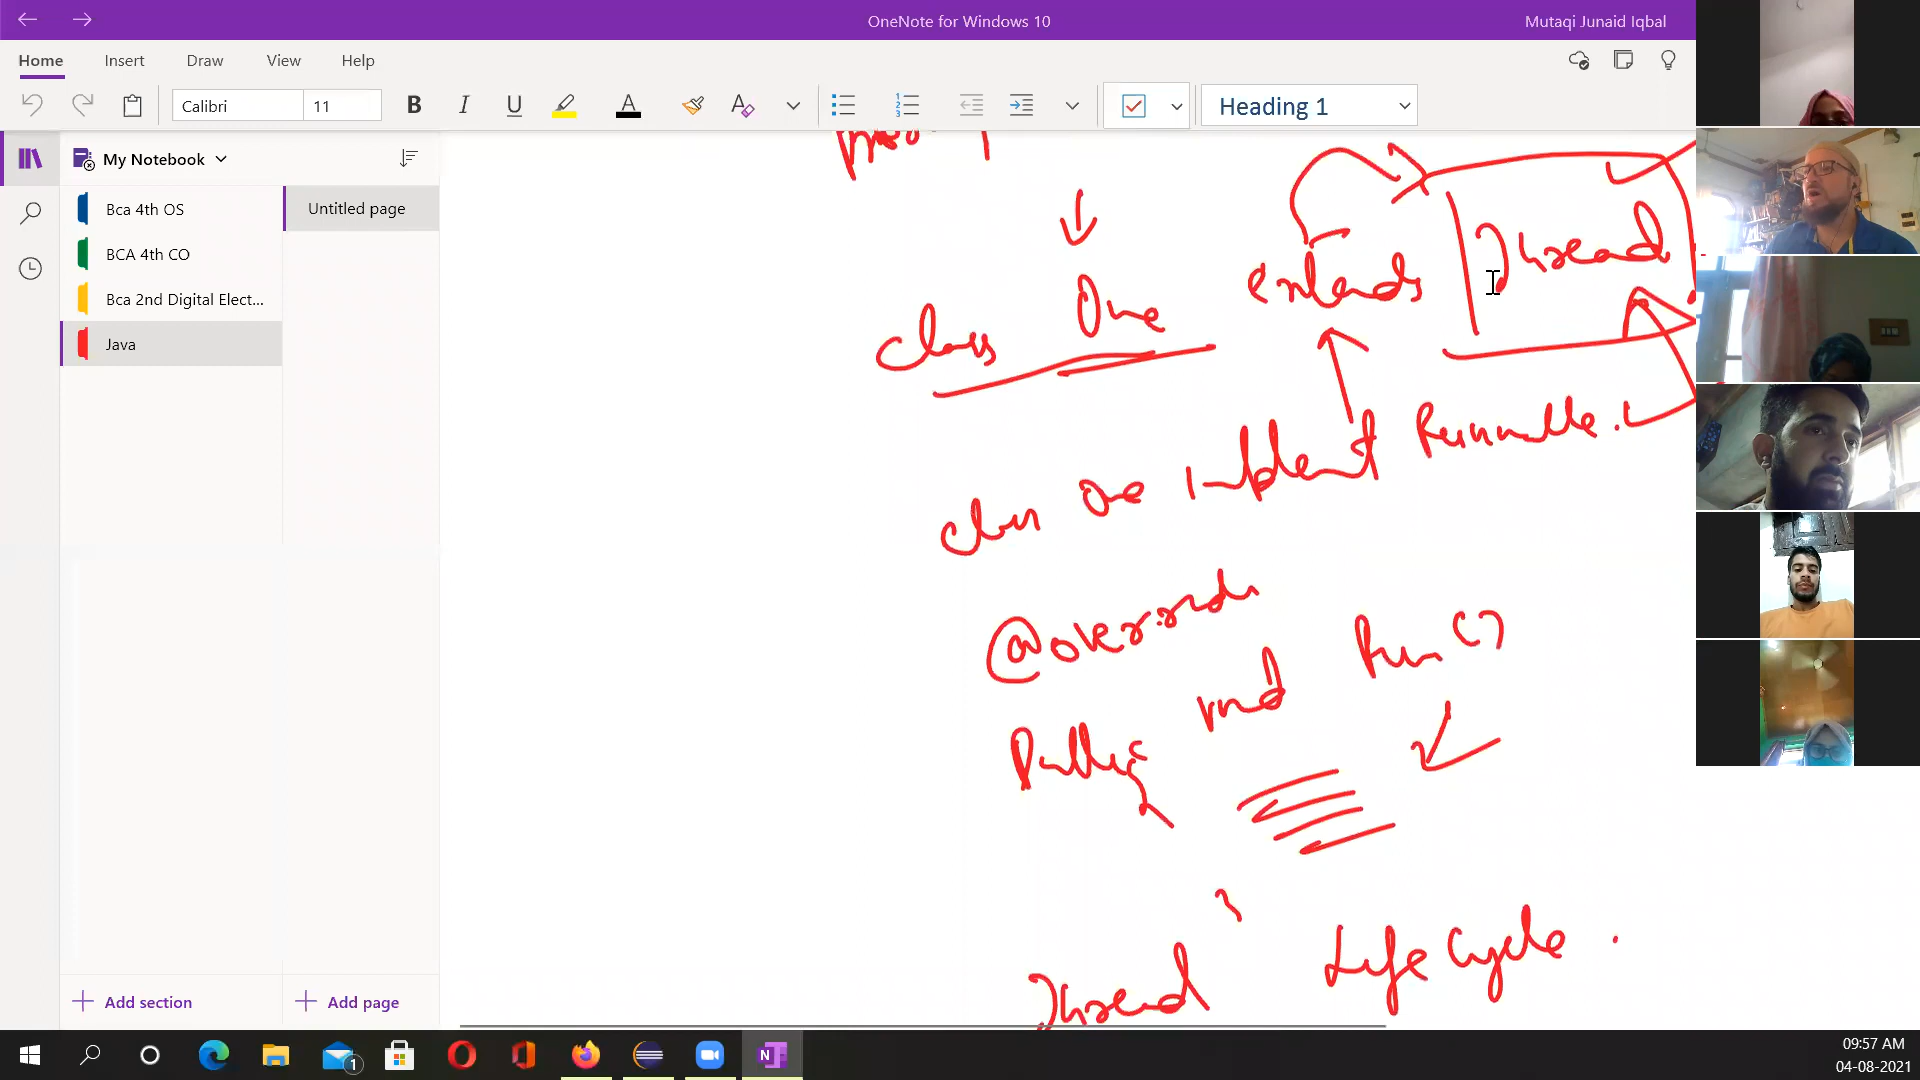 OneNote for Windows 10
Mutaqi Junaid Iqbal
Home
Insert
Draw
View
Help
Calibri
11
B
I
U
A
Heading 1
My Notebook
Bca 4th OS
BCA 4th CO
Bca 2nd Digital Elect...
Java
Untitled page
class One extends Thread
class One Implement Runnable.
@override
Public void Run()
Thread Life Cycle.
Add section
Add page
1
09:57 AM
04-08-2021